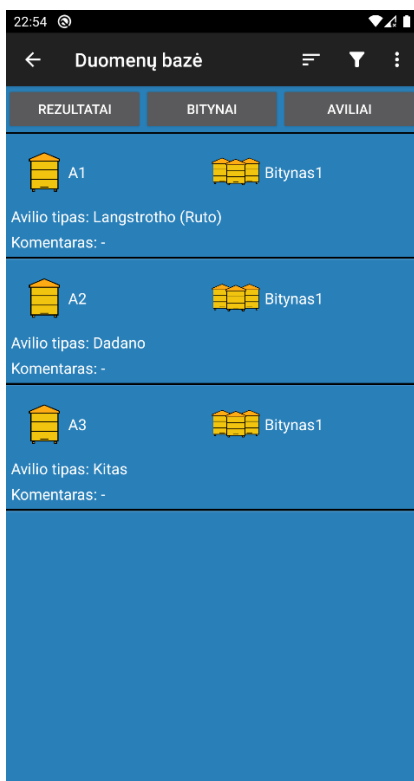 22:54
Duomenų bazė
REZULTATAI BITYNAI AVILIAI
A1 Bitynas1
Avilio tipas: Langstrotho (Ruto)
Komentaras: -
A2 Bitynas1
Avilio tipas: Dadano
Komentaras: -
A3 Bitynas1
Avilio tipas: Kitas
Komentaras: -